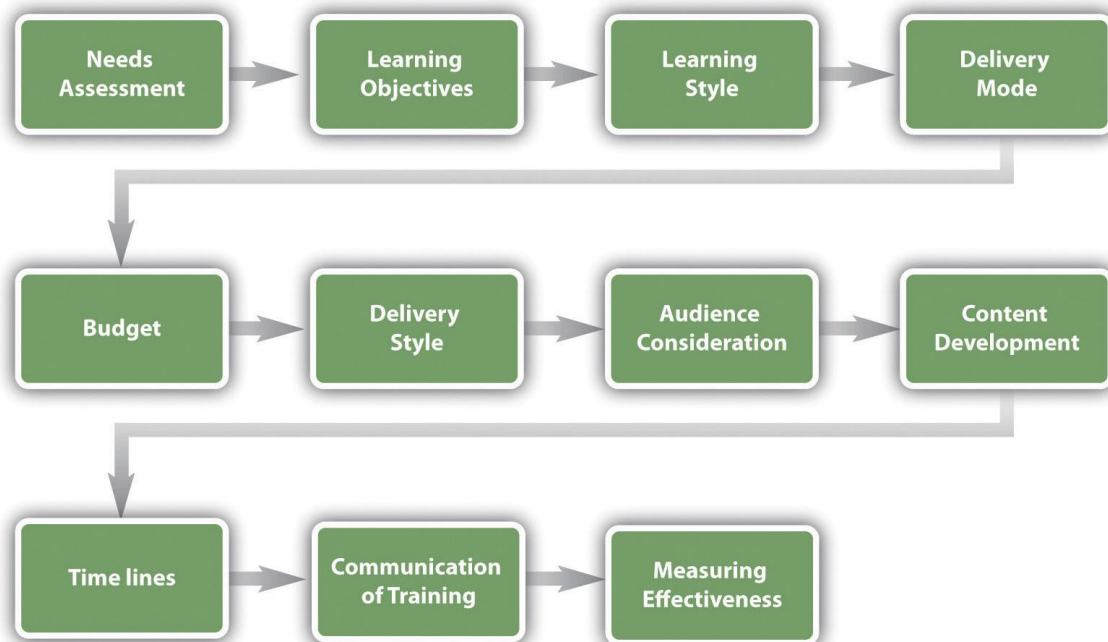 Needs
Assessment
Learning
Objectives
Learning
Style
Delivery
Mode
Budget
Delivery
Style
Audience
Consideration
Content
Development
Time lines
Communication
of Training
Measuring
Effectiveness